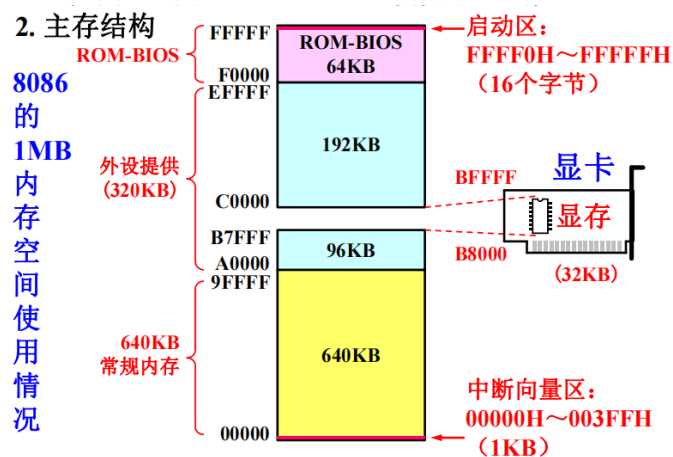 2. 主存结构
8086
的
1MB
内
存
空
间
使
用
情
况
ROM-BIOS
外设提供
(320KB)
640KB
常规内存
FFFFF
F0000
EFFFF
C0000
B7FFF
A0000
9FFFF
00000
ROM-BIOS
64KB
192KB
96KB
640KB
启动区：
FFFF0H～FFFFFH
（16个字节）
显卡
BFFFF
显存
B8000
(32KB)
中断向量区：
00000H～003FFH
（1KB）